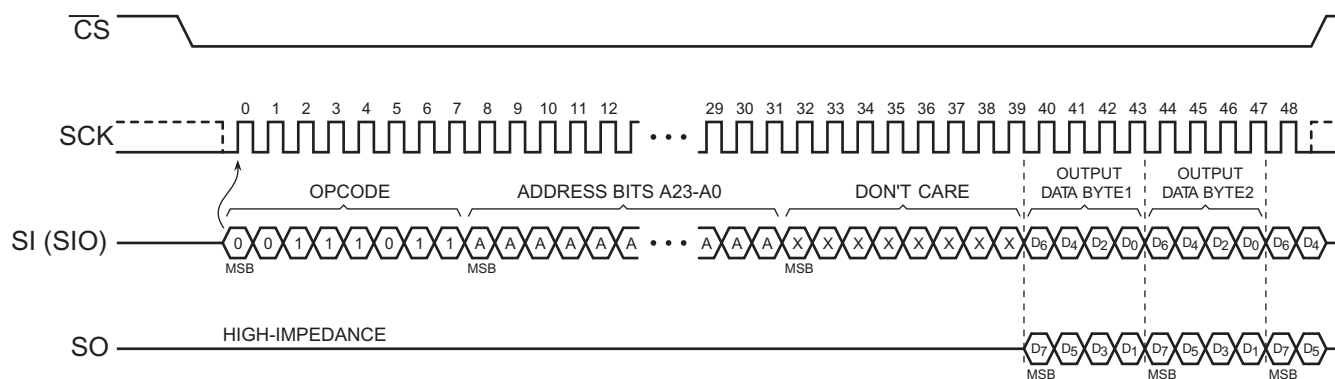 CS
0 1 2 3 4 5 6 7 8 9 10 11 12 29 30 31 32 33 34 35 36 37 38 39 40 41 42 43 44 45 46 47 48
SCK
OPCODE ADDRESS BITS A23-A0 DON'T CARE OUTPUT DATA BYTE1 OUTPUT DATA BYTE2
SI (SIO) 0 0 1 1 1 0 1 1 A A A A A A A A A X X X X X X X X D6 D4 D2 D0 D6 D4 D2 D0 D6 D4
MSB MSB MSB
HIGH-IMPEDANCE
SO D7 D5 D3 D1 D7 D5 D3 D1 D7 D5
MSB MSB MSB